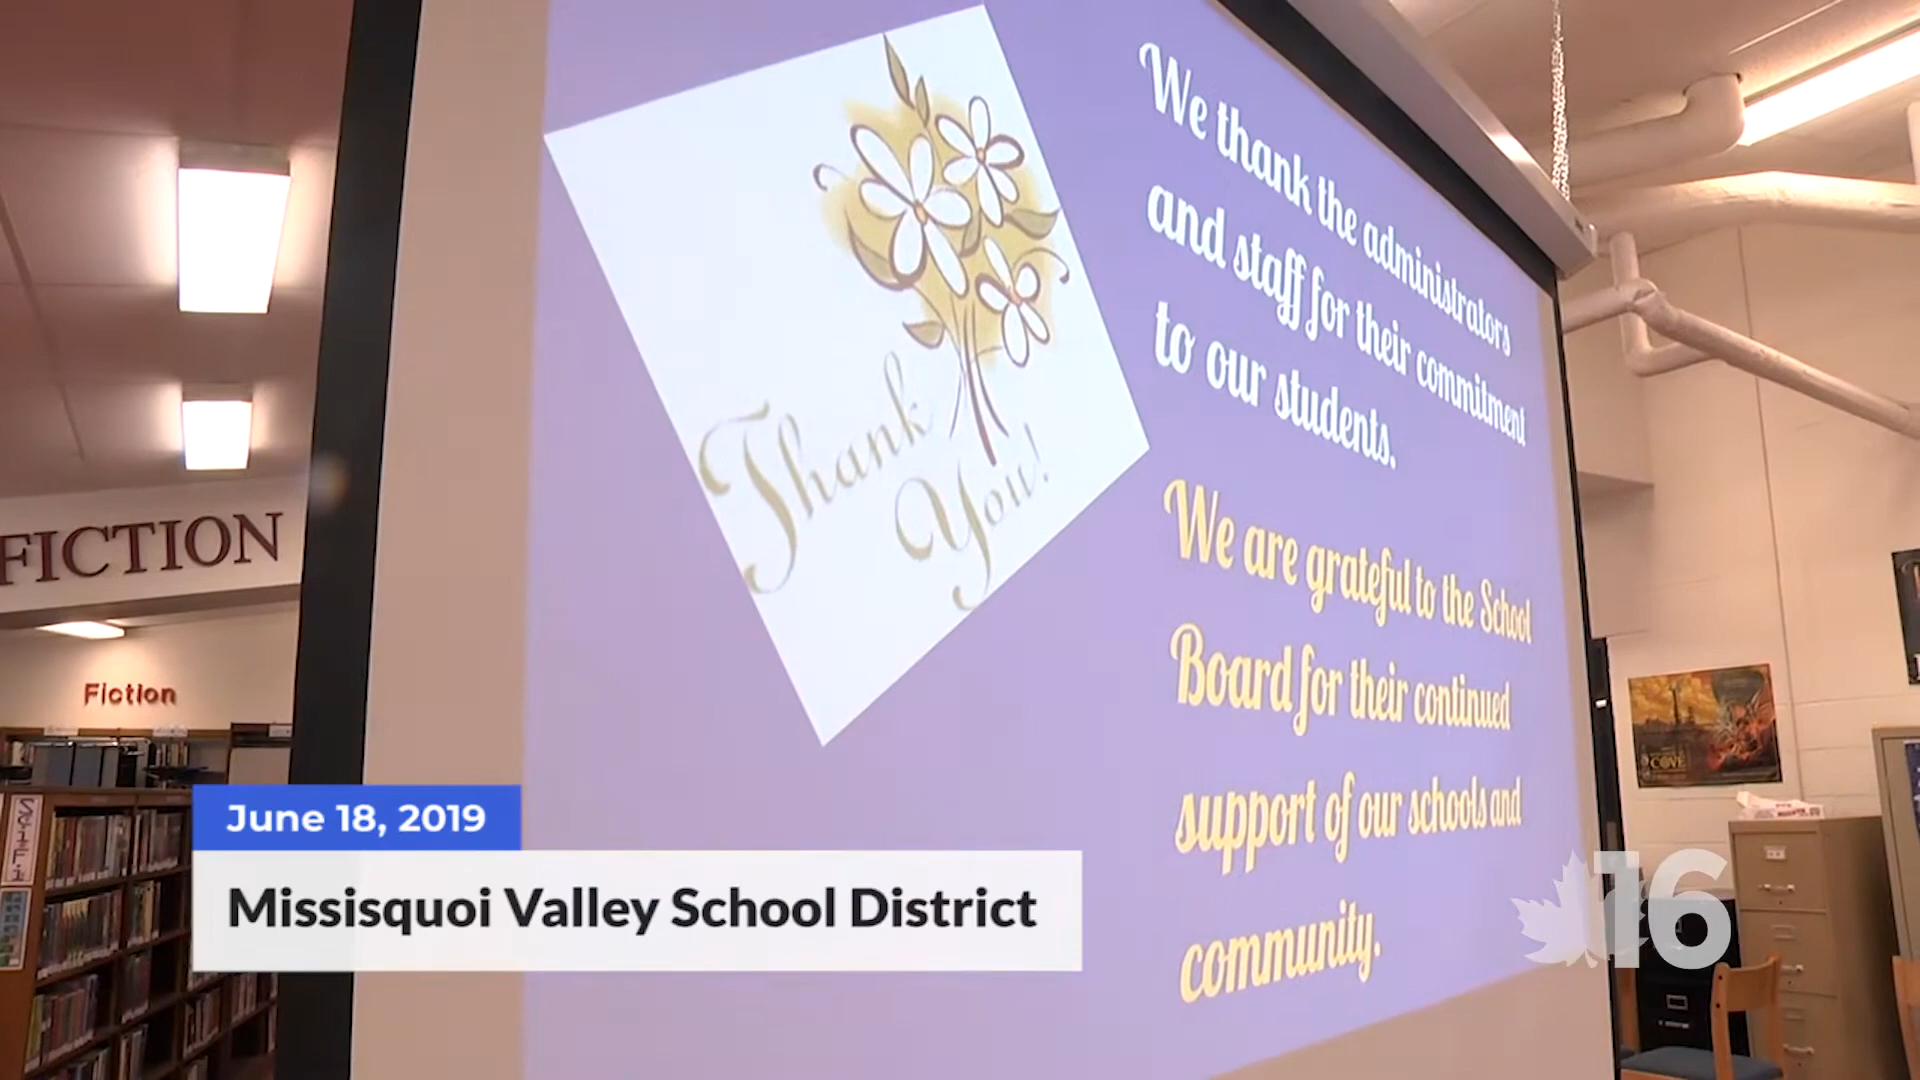 We thank the administrators
and staff for their commitment
to our students.
Thank
You!
We are grateful to the School
Board for their continued
support of our schools and
community.
FICTION
Fiction
SciFi
COVE
June 18, 2019
Missisquoi Valley School District
16